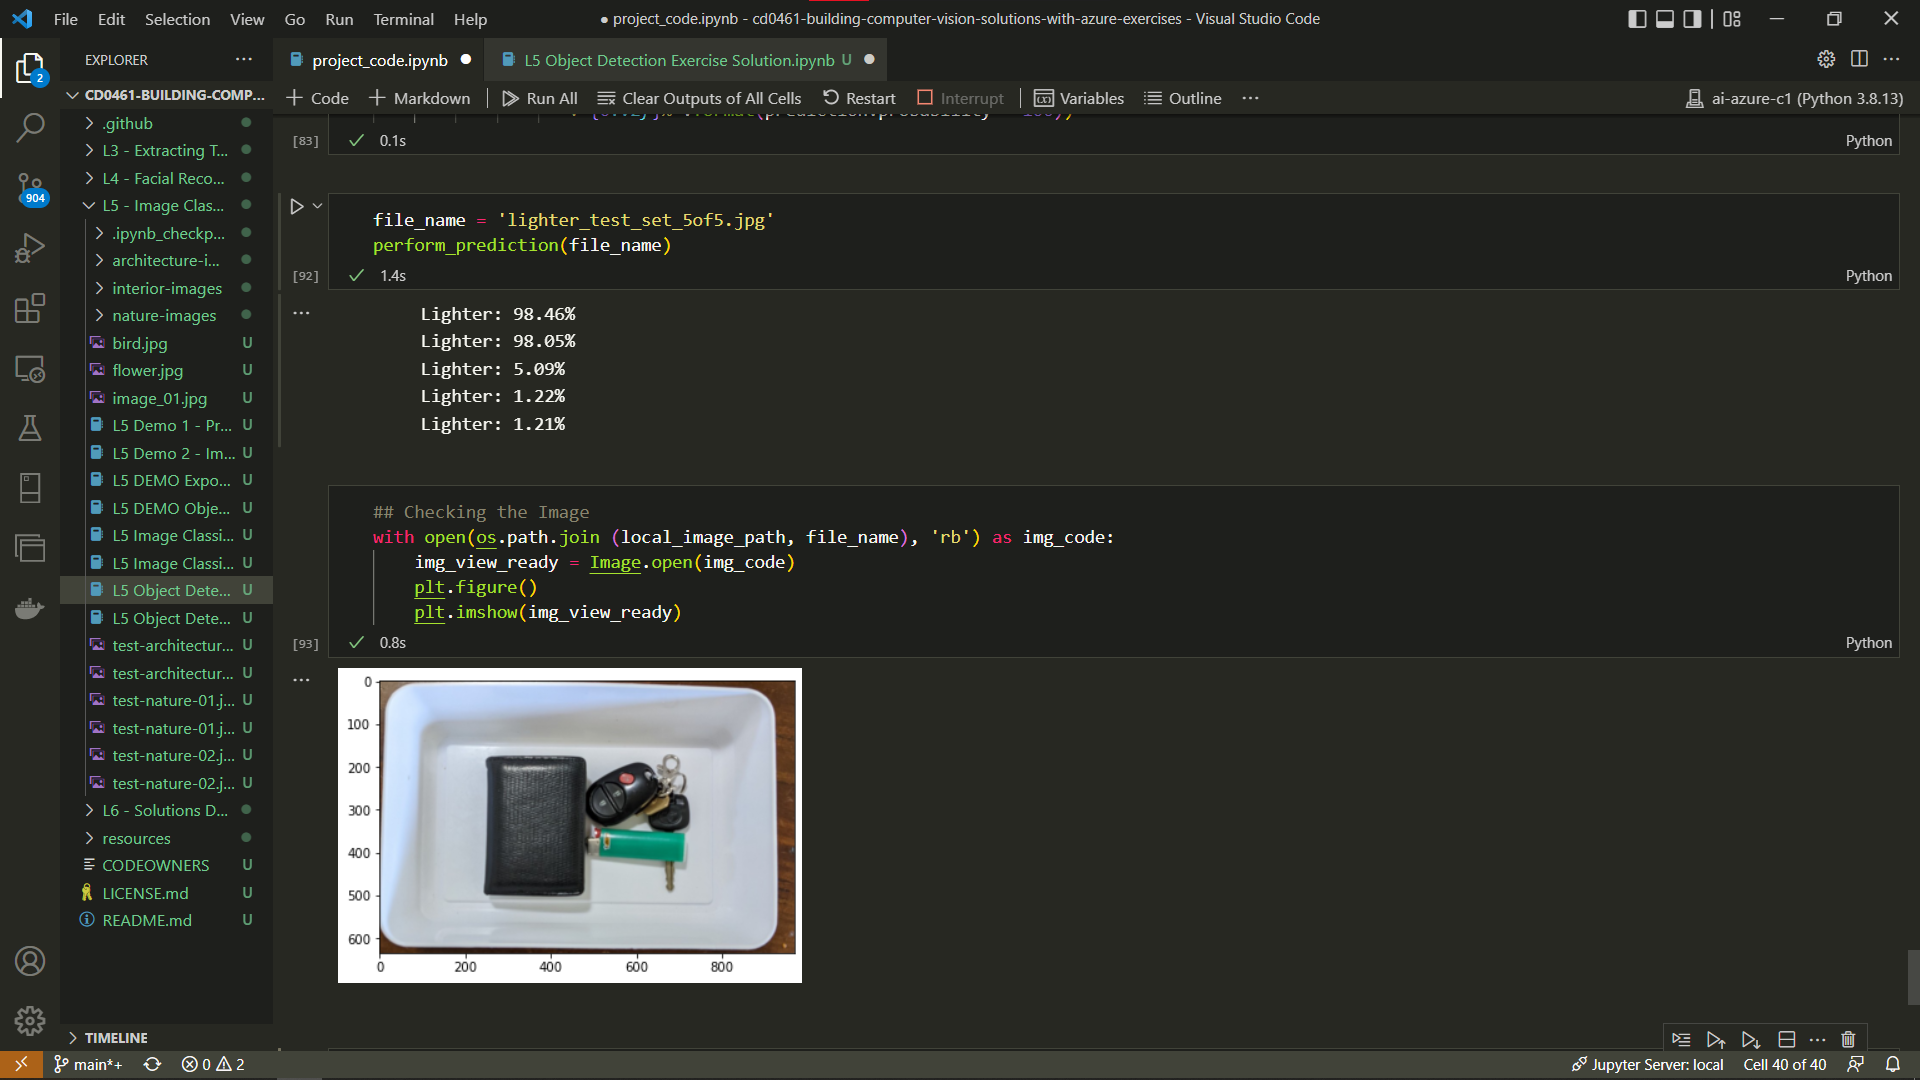 File Edit Selection View Go Run Terminal Help
● project_code.ipynb - cd0461-building-computer-vision-solutions-with-azure-exercises - Visual Studio Code
EXPLORER ...
project_code.ipynb ●
L5 Object Detection Exercise Solution.ipynb U ●
+ Code + Markdown Run All Clear Outputs of All Cells Restart Interrupt Variables Outline ...
ai-azure-c1 (Python 3.8.13)
2
904
CD0461-BUILDING-COMP...
.github
L3 - Extracting T...
L4 - Facial Reco...
L5 - Image Clas...
.ipynb_checkp...
architecture-i...
interior-images
nature-images
bird.jpg U
flower.jpg U
image_01.jpg U
L5 Demo 1 - Pr... U
L5 Demo 2 - Im... U
L5 DEMO Expo... U
L5 DEMO Obje... U
L5 Image Classi... U
L5 Image Classi... U
L5 Object Dete... U
L5 Object Dete... U
test-architectur... U
test-architectur... U
test-nature-01.j... U
test-nature-01.j... U
test-nature-02.j... U
test-nature-02.j... U
L6 - Solutions D...
resources
CODEOWNERS U
LICENSE.md U
README.md U
TIMELINE
[83] 0.1s Python
file_name = 'lighter_test_set_5of5.jpg'
perform_prediction(file_name)
[92] 1.4s Python
Lighter: 98.46%
Lighter: 98.05%
Lighter: 5.09%
Lighter: 1.22%
Lighter: 1.21%
## Checking the Image
with open(os.path.join (local_image_path, file_name), 'rb') as img_code:
img_view_ready = Image.open(img_code)
plt.figure()
plt.imshow(img_view_ready)
[93] 0.8s Python
0
100
200
300
400
500
600
0 200 400 600 800
main*+ 0 2
Jupyter Server: local Cell 40 of 40